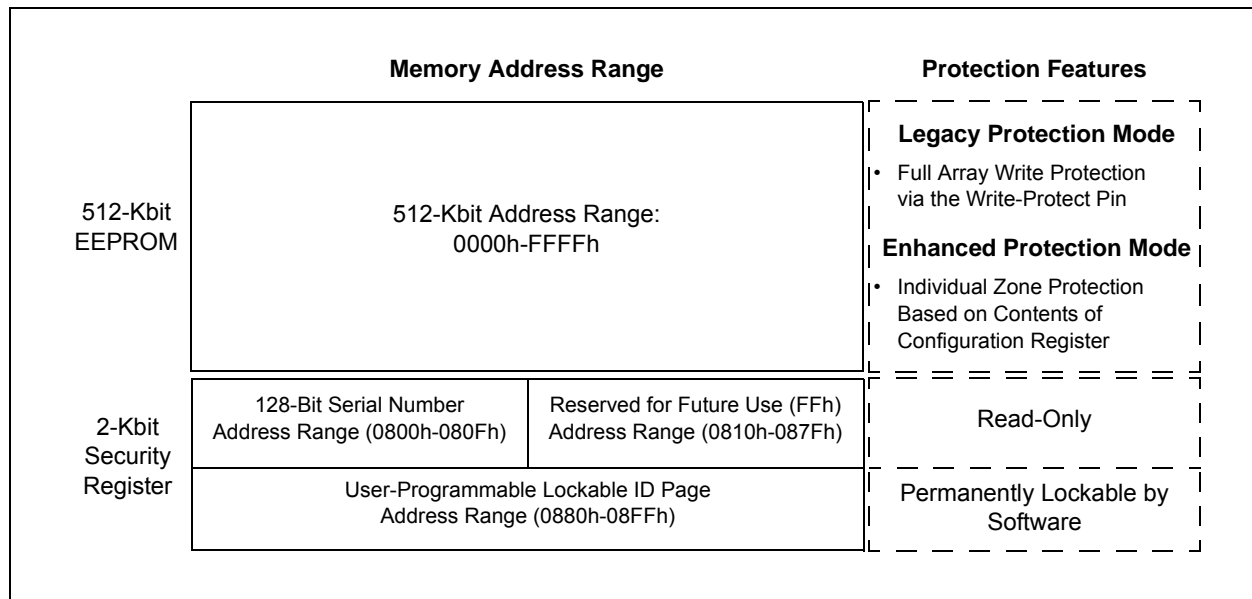 Memory Address Range
Protection Features
512-Kbit
EEPROM
512-Kbit Address Range:
0000h-FFFFh
Legacy Protection Mode
• Full Array Write Protection
via the Write-Protect Pin
Enhanced Protection Mode
• Individual Zone Protection
Based on Contents of
Configuration Register
2-Kbit
Security
Register
128-Bit Serial Number
Address Range (0800h-080Fh)
Reserved for Future Use (FFh)
Address Range (0810h-087Fh)
Read-Only
User-Programmable Lockable ID Page
Address Range (0880h-08FFh)
Permanently Lockable by
Software